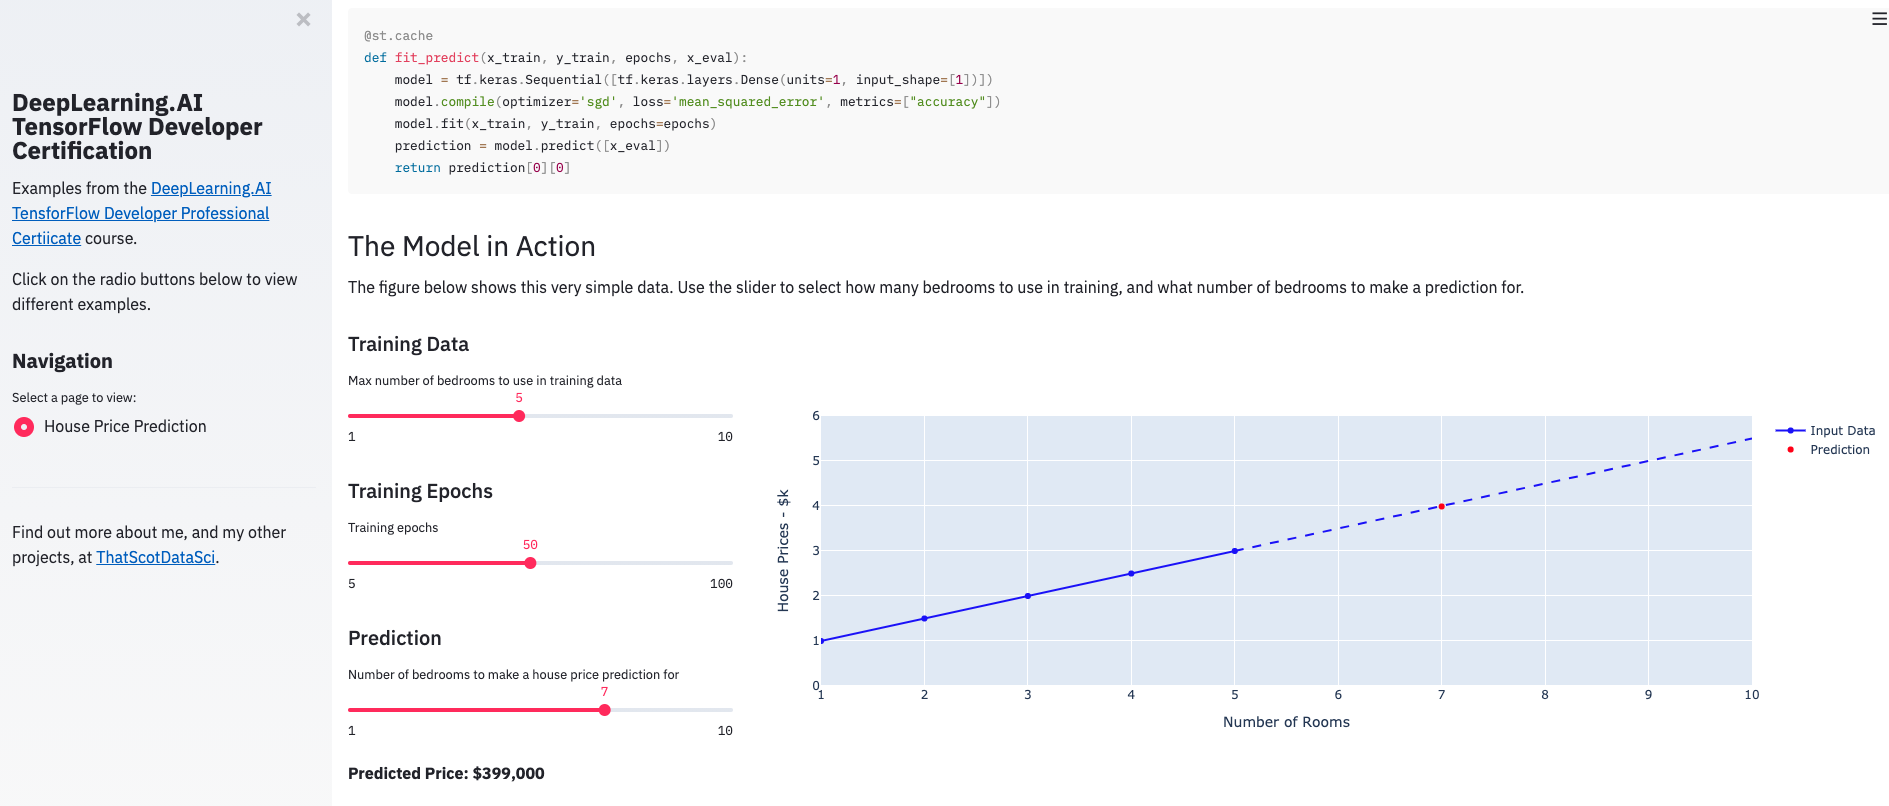 ×
DeepLearning.AI
TensorFlow Developer
Certification
Examples from the DeepLearning.AI
TensforFlow Developer Professional
Certiicate course.
Click on the radio buttons below to view
different examples.
Navigation
Select a page to view:
House Price Prediction
Find out more about me, and my other
projects, at ThatScotDataSci.
@st.cache
def fit_predict(x_train, y_train, epochs, x_eval):
    model = tf.keras.Sequential([tf.keras.layers.Dense(units=1, input_shape=[1])])
    model.compile(optimizer='sgd', loss='mean_squared_error', metrics=["accuracy"])
    model.fit(x_train, y_train, epochs=epochs)
    prediction = model.predict([x_eval])
    return prediction[0][0]
The Model in Action
The figure below shows this very simple data. Use the slider to select how many bedrooms to use in training, and what number of bedrooms to make a prediction for.
Training Data
Max number of bedrooms to use in training data
5
1 10
Training Epochs
Training epochs
50
5 100
Prediction
Number of bedrooms to make a house price prediction for
7
1 10
Predicted Price: $399,000
House Prices - $k
6
5
4
3
2
1
0
1 2 3 4 5 6 7 8 9 10
Number of Rooms
Input Data
Prediction